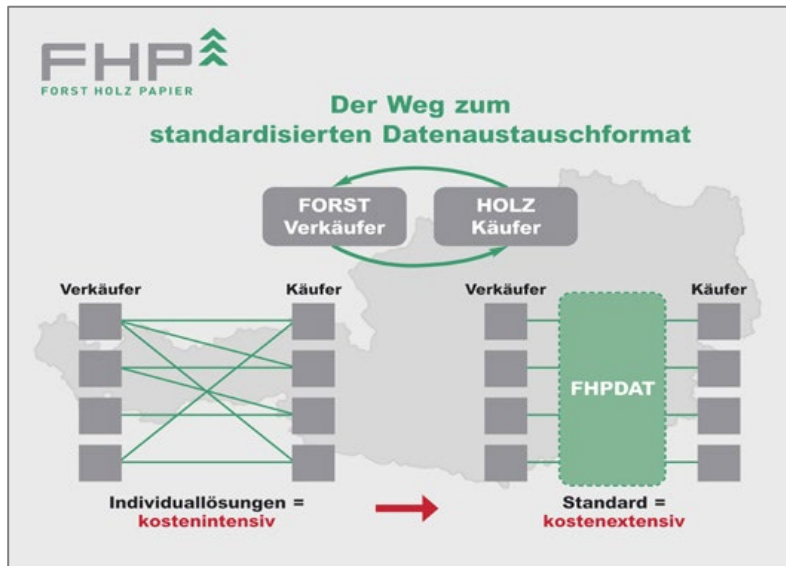 FHP
FORST HOLZ PAPIER
Der Weg zum
standardisierten Datenaustauschformat
FORST
Verkäufer
HOLZ
Käufer
Verkäufer
Käufer
Verkäufer
Käufer
FHPDAT
Individuallösungen =
kostenintensiv
Standard =
kostenextensiv